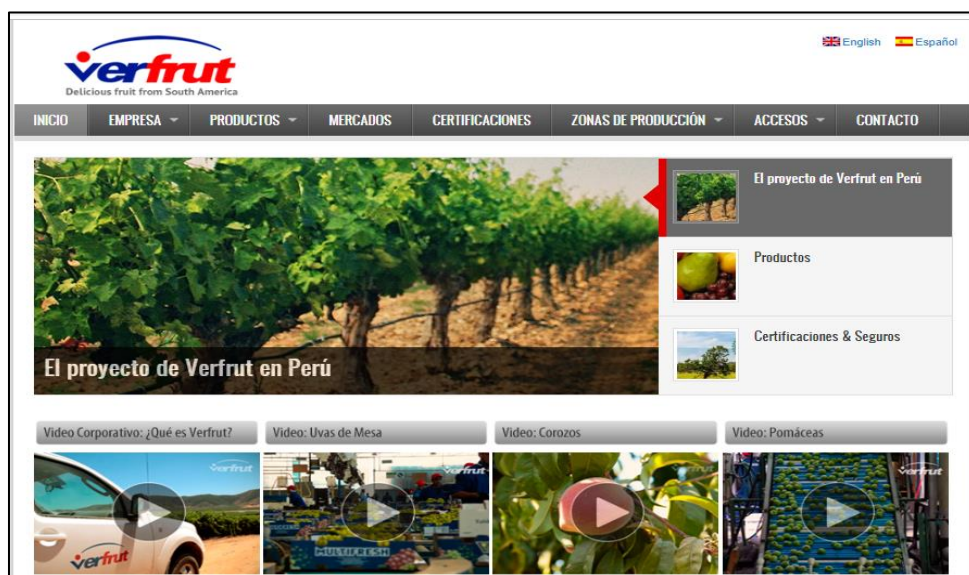 English Español
verfrut
Delicious fruit from South America
INICIO EMPRESA PRODUCTOS MERCADOS CERTIFICACIONES ZONAS DE PRODUCCIÓN ACCESOS CONTACTO
El proyecto de Verfrut en Perú
Productos
Certificaciones & Seguros
El proyecto de Verfrut en Perú
Video Corporativo: ¿Qué es Verfrut? Video: Uvas de Mesa Video: Corozos Video: Pomáceas
verfrut verfrut verfrut verfrut
verfrut
MULTIFRESH